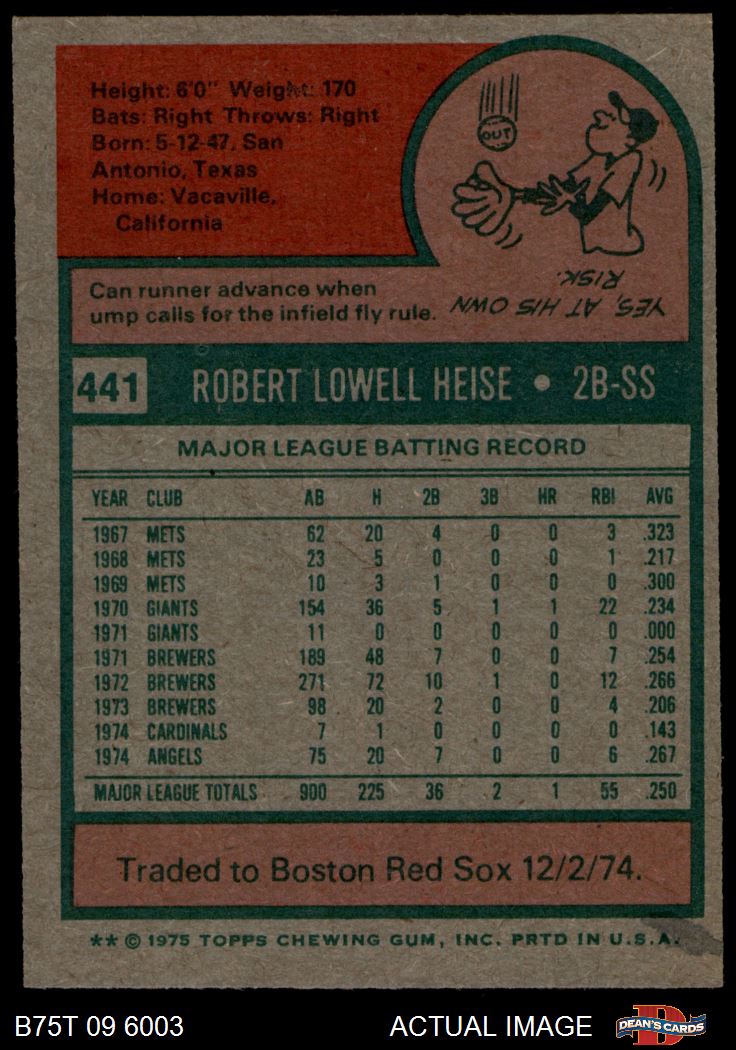 Height: 6'0" Weight: 170
Bats: Right Throws: Right
Born: 5-12-47, San
Antonio, Texas
Home: Vacaville,
California
OUT
Can runner advance when
ump calls for the infield fly rule.
YES, AT HIS OWN
RISK.
441 ROBERT LOWELL HEISE • 2B-SS
MAJOR LEAGUE BATTING RECORD
YEAR CLUB AB H 2B 3B HR RBI AVG
1967 METS 62 20 4 0 0 3 .323
1968 METS 23 5 0 0 0 1 .217
1969 METS 10 3 1 0 0 0 .300
1970 GIANTS 154 36 5 1 1 22 .234
1971 GIANTS 11 0 0 0 0 0 .000
1971 BREWERS 189 48 7 0 0 7 .254
1972 BREWERS 271 72 10 1 0 12 .266
1973 BREWERS 98 20 2 0 0 4 .206
1974 CARDINALS 7 1 0 0 0 0 .143
1974 ANGELS 75 20 7 0 0 6 .267
MAJOR LEAGUE TOTALS 900 225 36 2 1 55 .250
Traded to Boston Red Sox 12/2/74.
** © 1975 TOPPS CHEWING GUM, INC. PRTD IN U.S.A.
B75T 09 6003 ACTUAL IMAGE DEAN'S CARDS